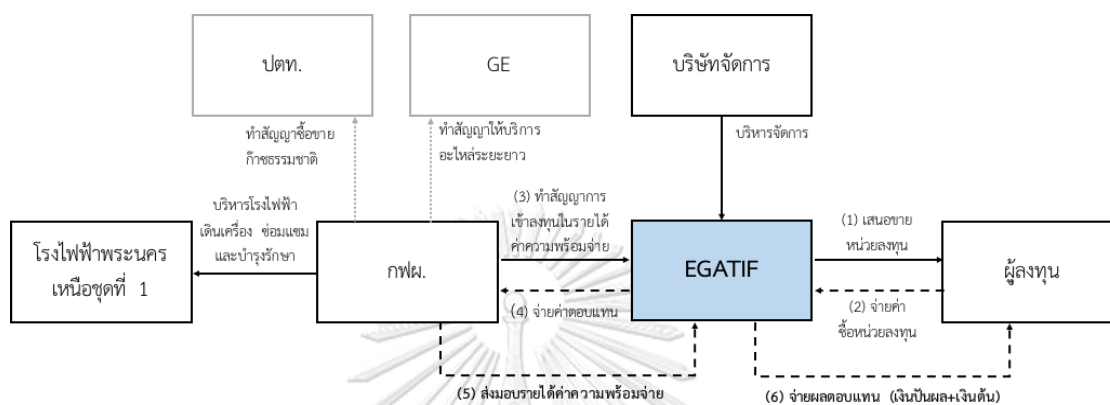 ปตท.
GE
บริษัทจัดการ
ทำสัญญาซื้อขาย
ก๊าซธรรมชาติ
ทำสัญญาให้บริการ
อะไหล่ระยะยาว
บริหารจัดการ
บริหารโรงไฟฟ้า
เดินเครื่อง ซ่อมแซม
และบำรุงรักษา
(3) ทำสัญญาการ
เข้าลงทุนในรายได้
ค่าความพร้อมจ่าย
(1) เสนอขาย
หน่วยลงทุน
โรงไฟฟ้าพระนคร
เหนือชุดที่ 1
กฟผ.
EGATIF
ผู้ลงทุน
(4) จ่ายค่าตอบแทน
(2) จ่ายค่า
ซื้อหน่วยลงทุน
(5) ส่งมอบรายได้ค่าความพร้อมจ่าย
(6) จ่ายผลตอบแทน (เงินปันผล+เงินต้น)